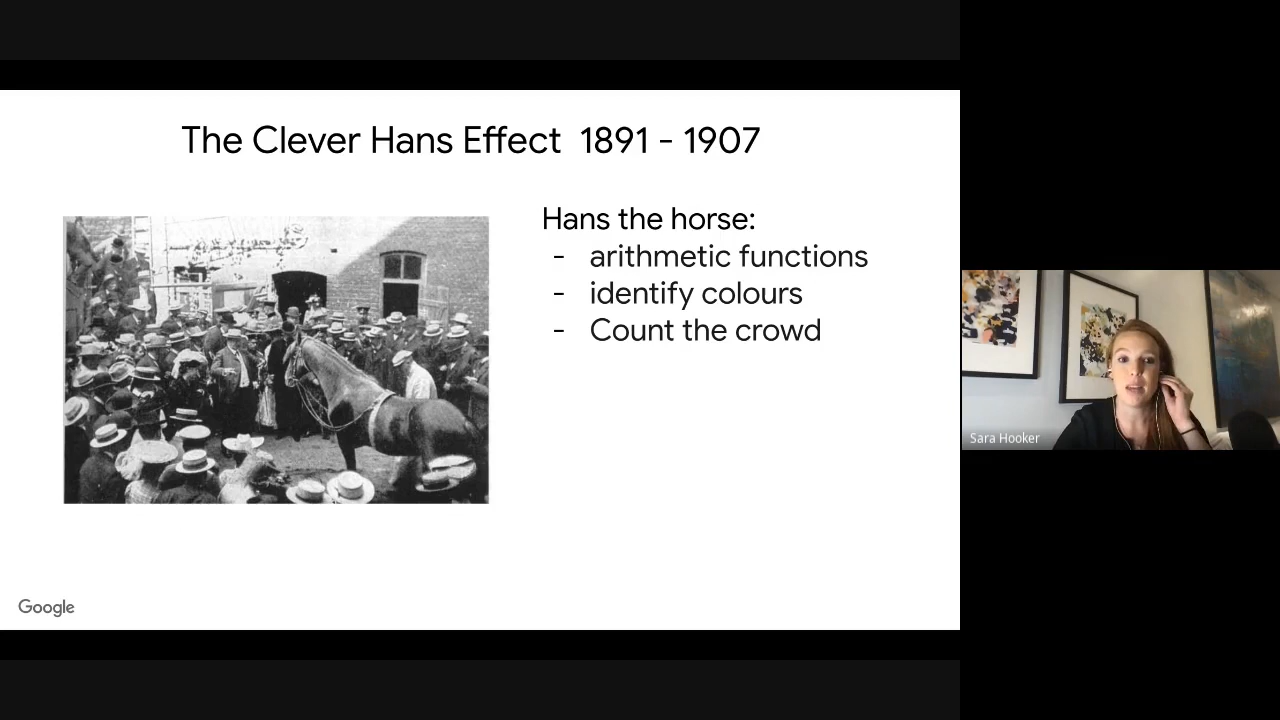 The Clever Hans Effect 1891 - 1907
Hans the horse:
- arithmetic functions
- identify colours
- Count the crowd
Google
Sara Hooker